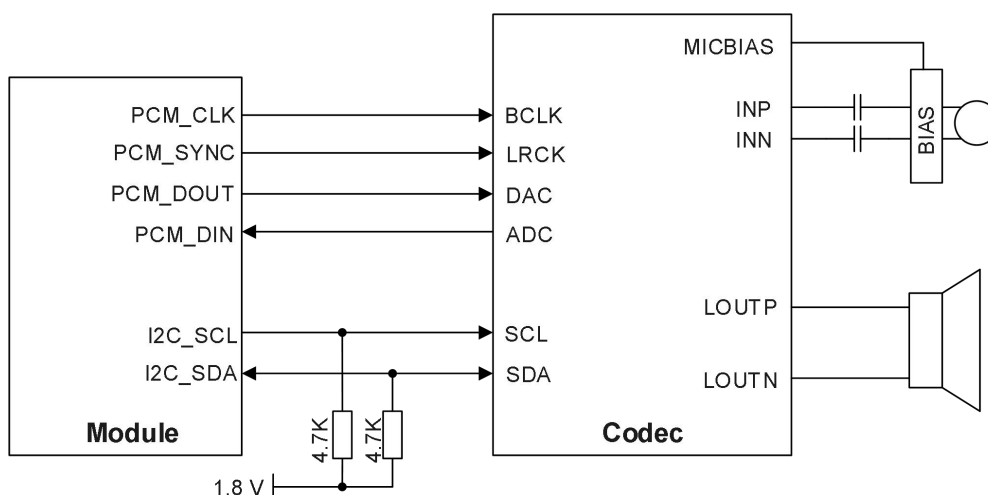 MICBIAS
PCM_CLK
BCLK
INP
PCM_SYNC
LRCK
INN
BIAS
PCM_DOUT
DAC
PCM_DIN
ADC
LOUTP
I2C_SCL
SCL
I2C_SDA
SDA
LOUTN
Module
4.7K
4.7K
Codec
1.8 V